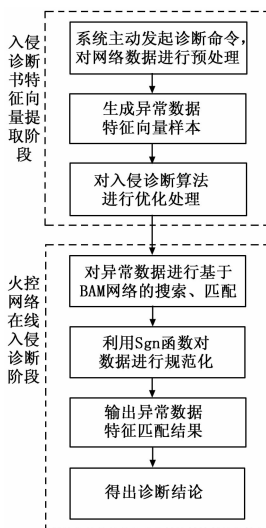 入侵
诊断
书特
征向
量提
取阶
段
系统主动发起诊断命令，
对网络数据进行预处理
生成异常数据
特征向量样本
对入侵诊断算法
进行优化处理
火控
网络
在线
入侵
诊断
阶段
对异常数据进行基于
BAM网络的搜索、匹配
利用Sgn函数对
数据进行规范化
输出异常数据
特征匹配结果
得出诊断结论